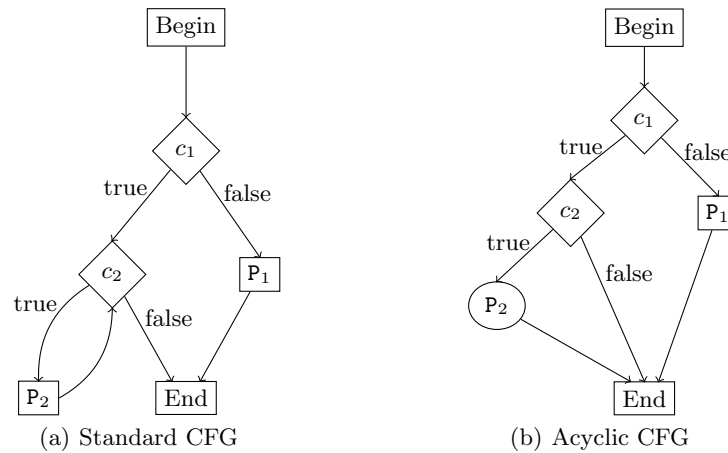 Begin
c₁
true
false
c₂
P₁
true
false
P₂
End
(a) Standard CFG
Begin
c₁
true
false
c₂
P₁
true
false
P₂
End
(b) Acyclic CFG